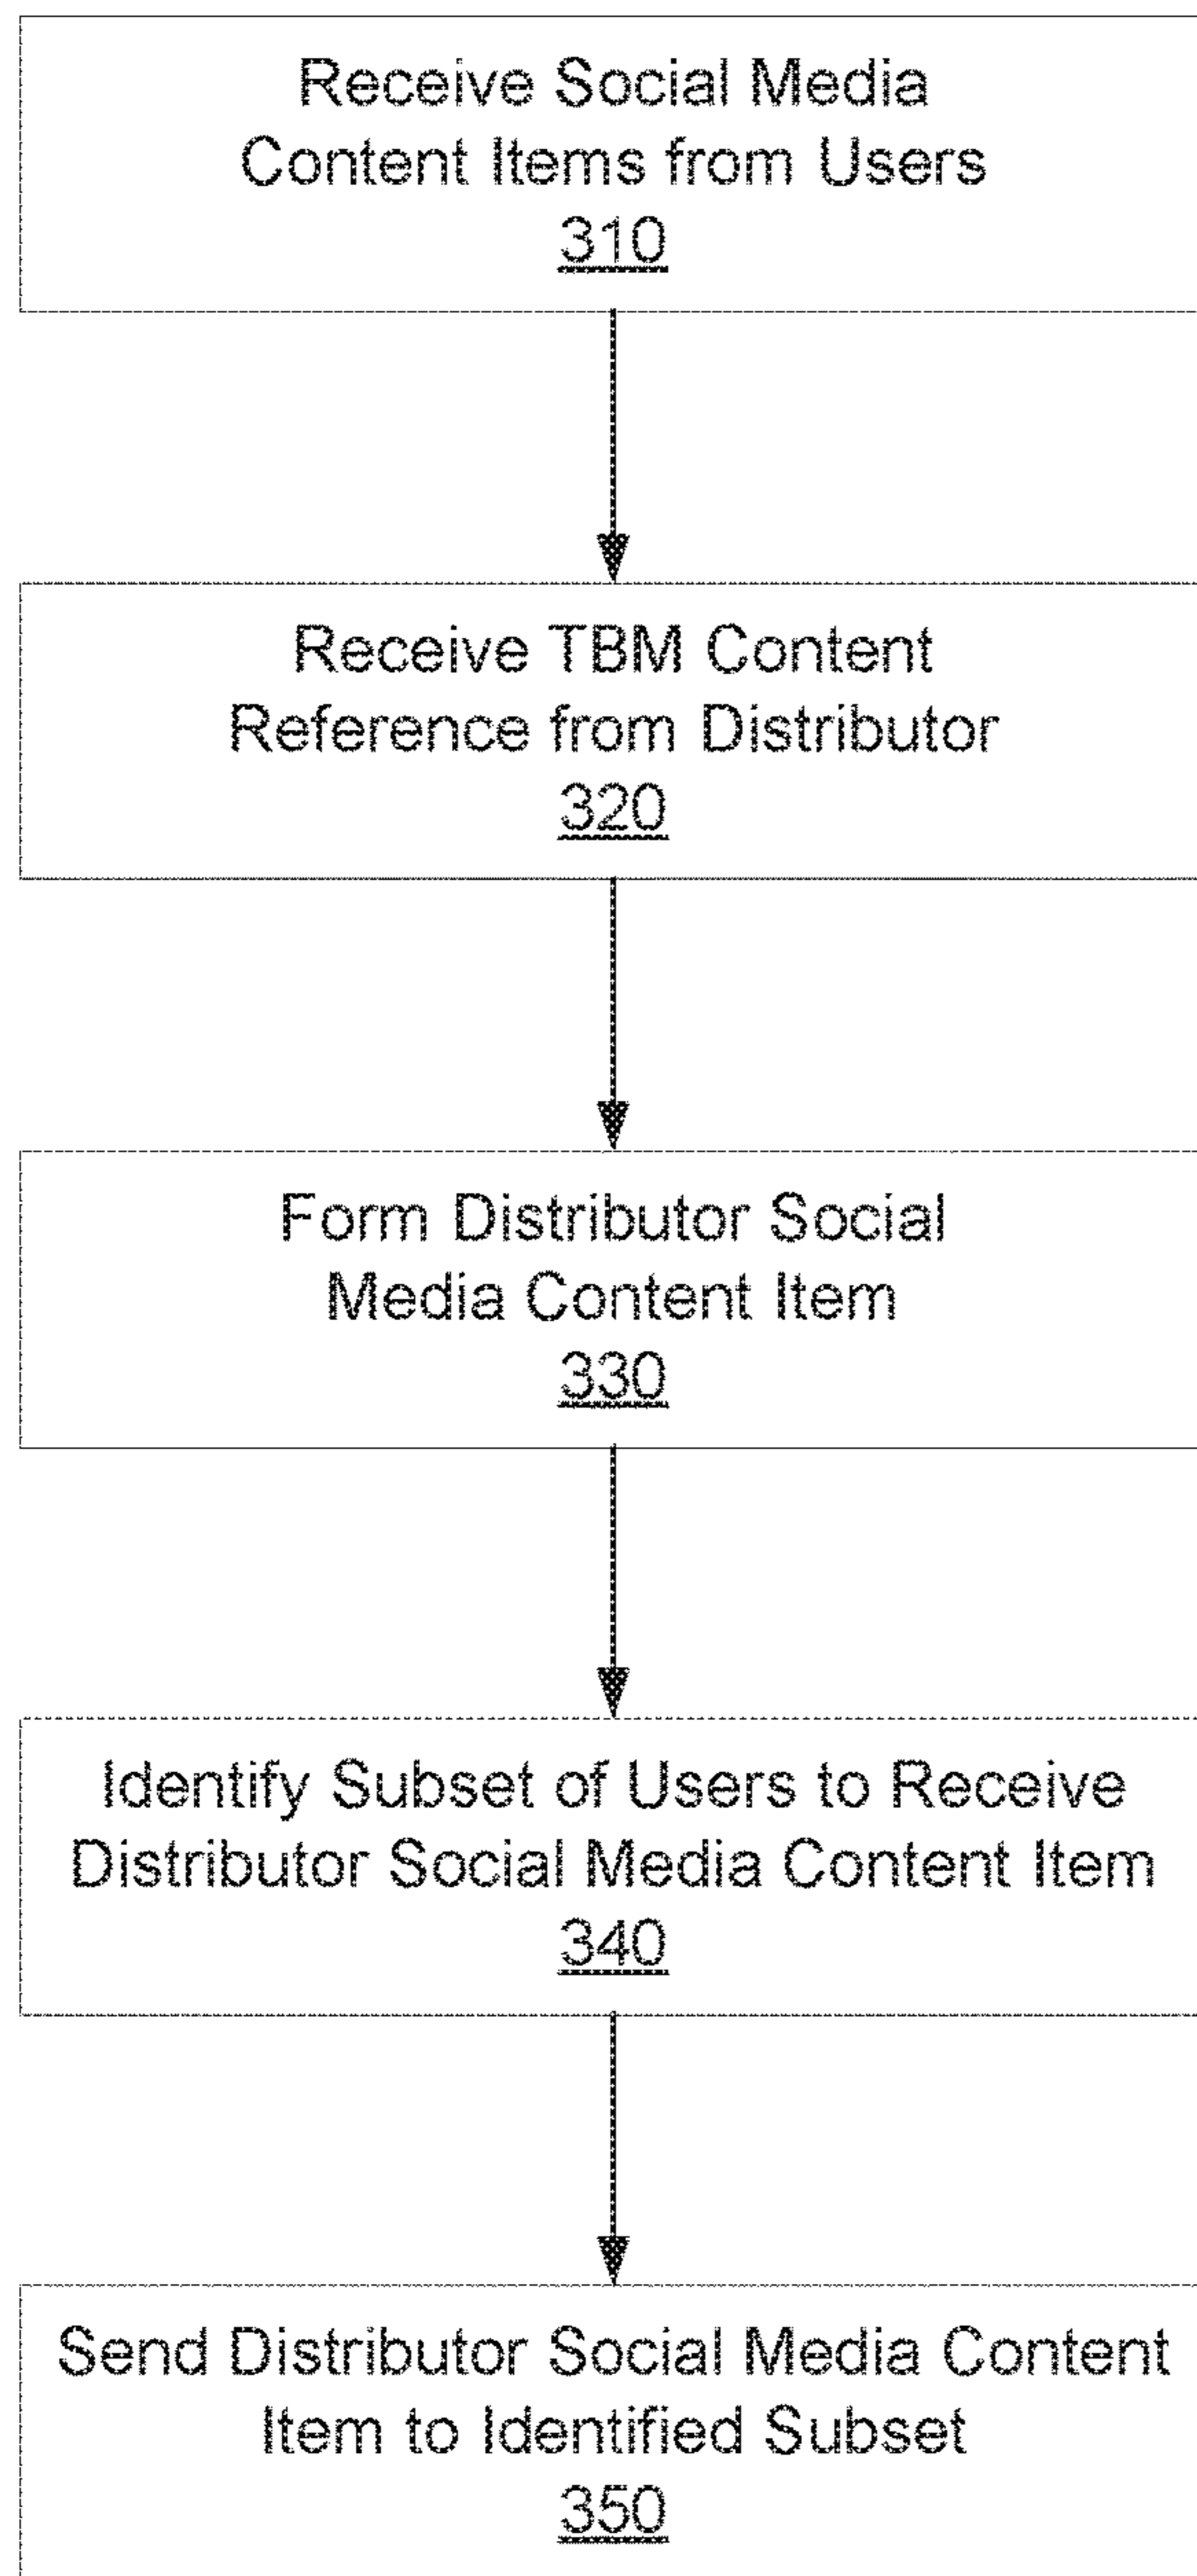 Receive Social Media
Content Items from Users
310
Receive TBM Content
Reference from Distributor
320
Form Distributor Social
Media Content Item
330
Identify Subset of Users to Receive
Distributor Social Media Content Item
340
Send Distributor Social Media Content
Item to Identified Subset
350